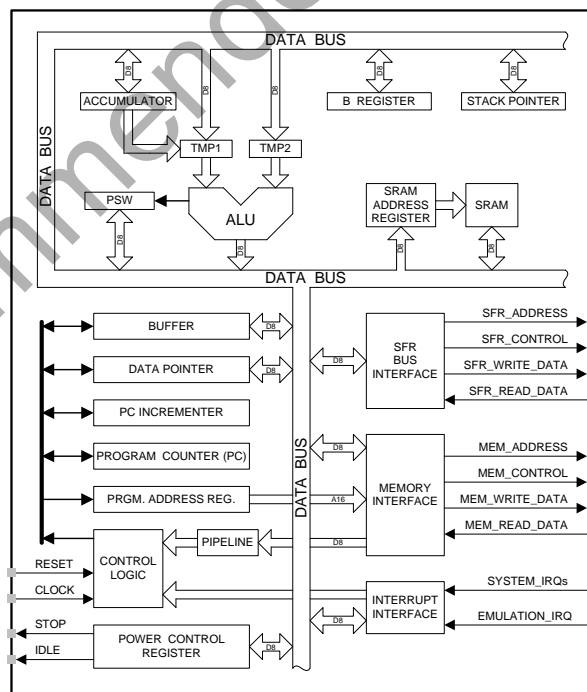 DATA BUS
D8
D8
D8
D8
D8
ACCUMULATOR
B REGISTER
STACK POINTER
DATA BUS
TMP1
TMP2
PSW
ALU
SRAM
ADDRESS
REGISTER
SRAM
D8
D8
D8
D8
DATA BUS
BUFFER
D8
DATA POINTER
D8
PC INCREMENTER
PROGRAM COUNTER (PC)
PRGM. ADDRESS REG.
A16
DATA BUS
SFR
BUS
INTERFACE
D8
SFR_ADDRESS
SFR_CONTROL
SFR_WRITE_DATA
SFR_READ_DATA
MEMORY
INTERFACE
D8
MEM_ADDRESS
MEM_CONTROL
MEM_WRITE_DATA
MEM_READ_DATA
PIPELINE
D8
CONTROL
LOGIC
RESET
CLOCK
INTERRUPT
INTERFACE
D8
SYSTEM_IRQs
EMULATION_IRQ
STOP
IDLE
POWER CONTROL
REGISTER
D8
mmende